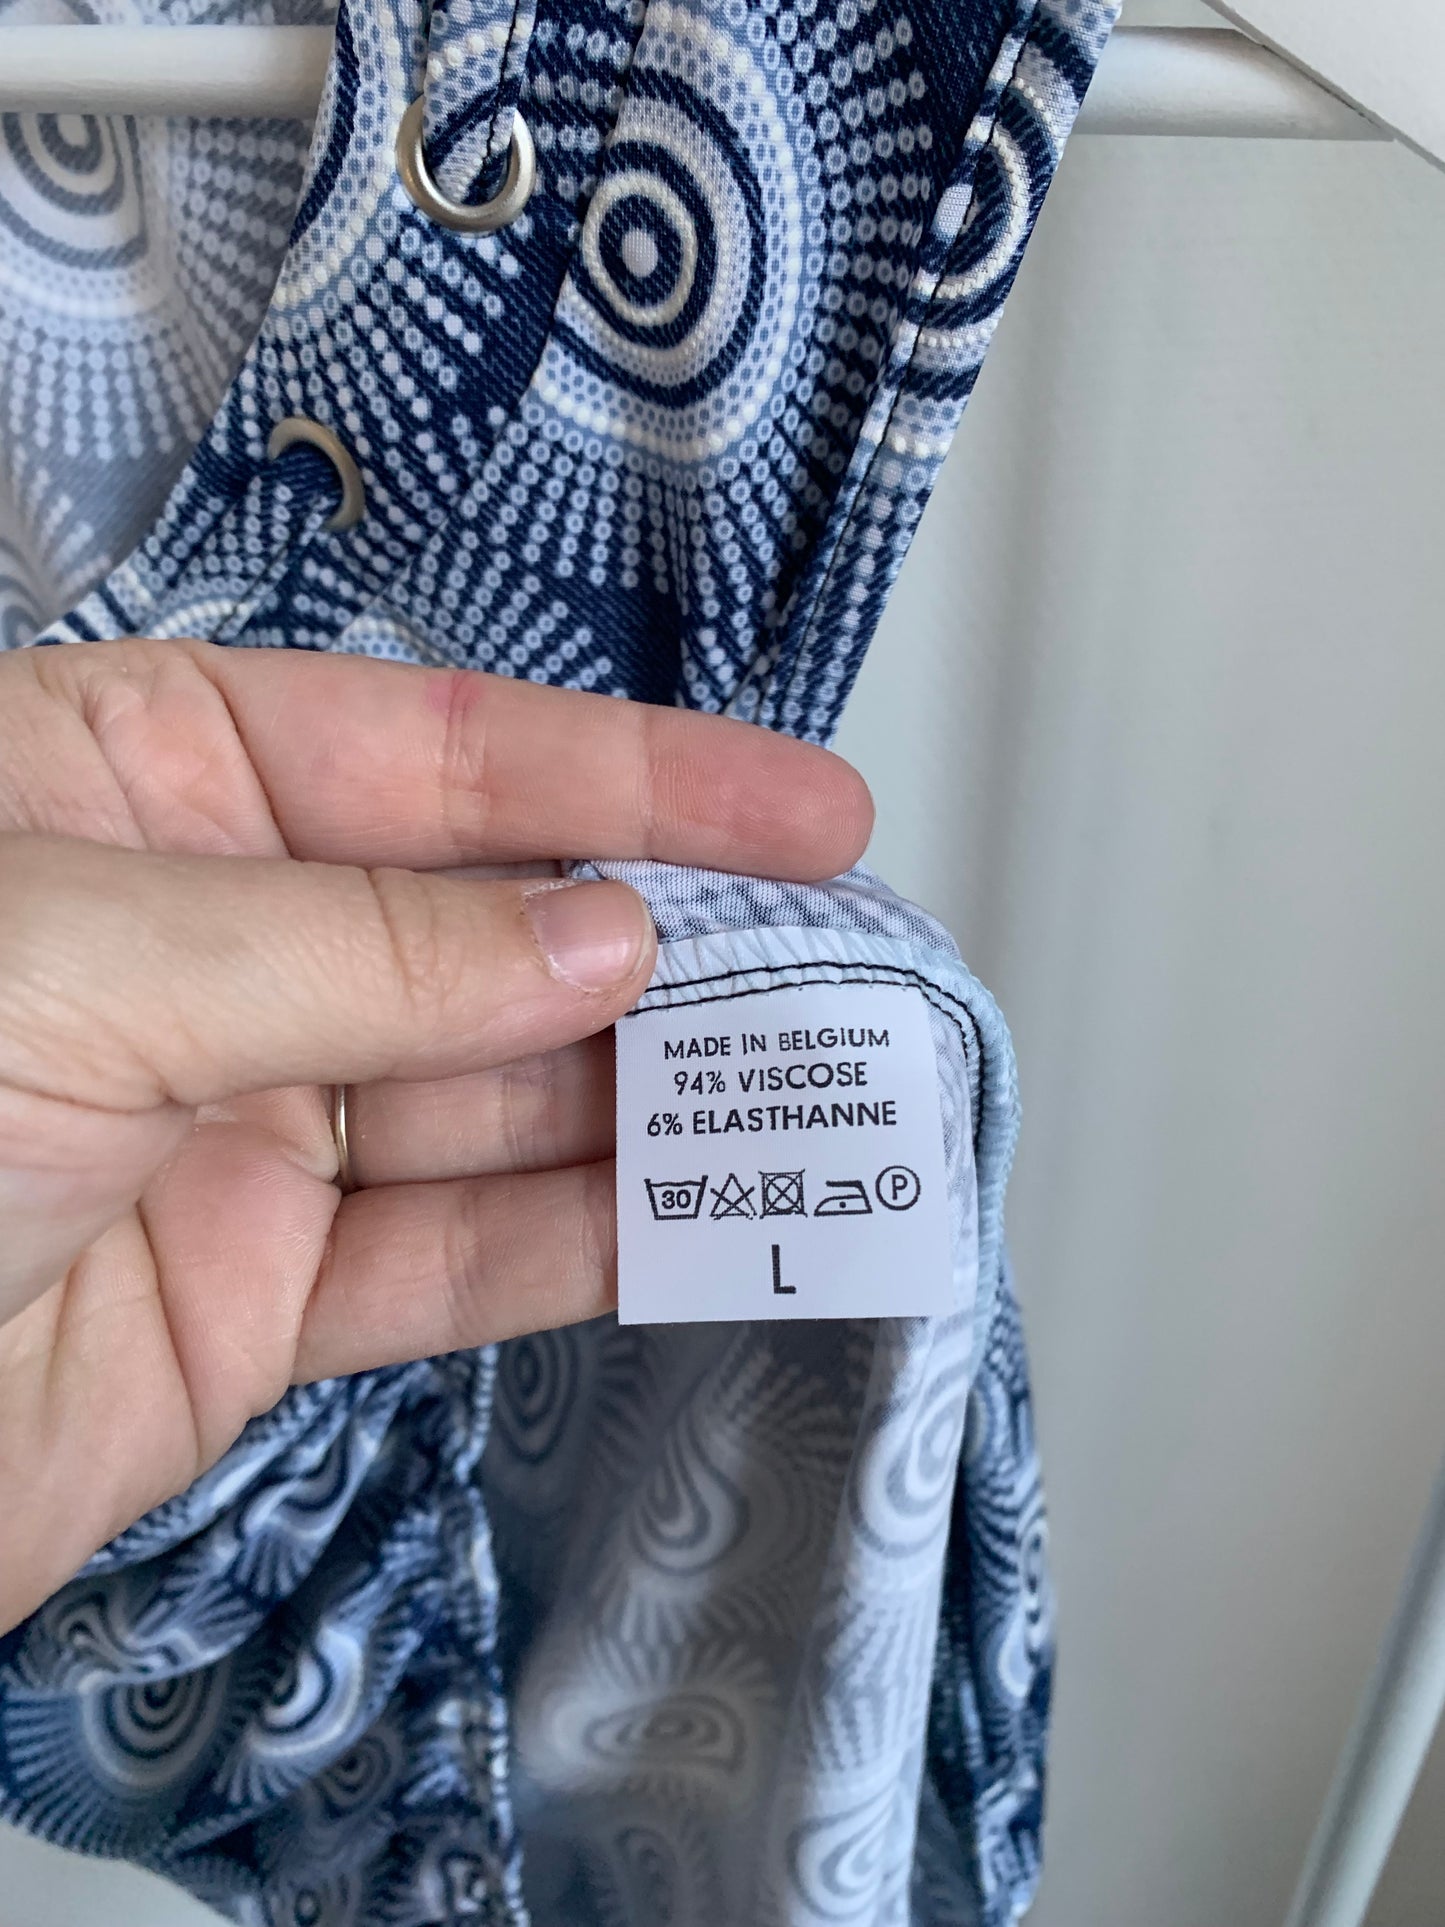 MADE IN BELGIUM
94% VISCOSE
6% ELASTHANNE
30 P
L